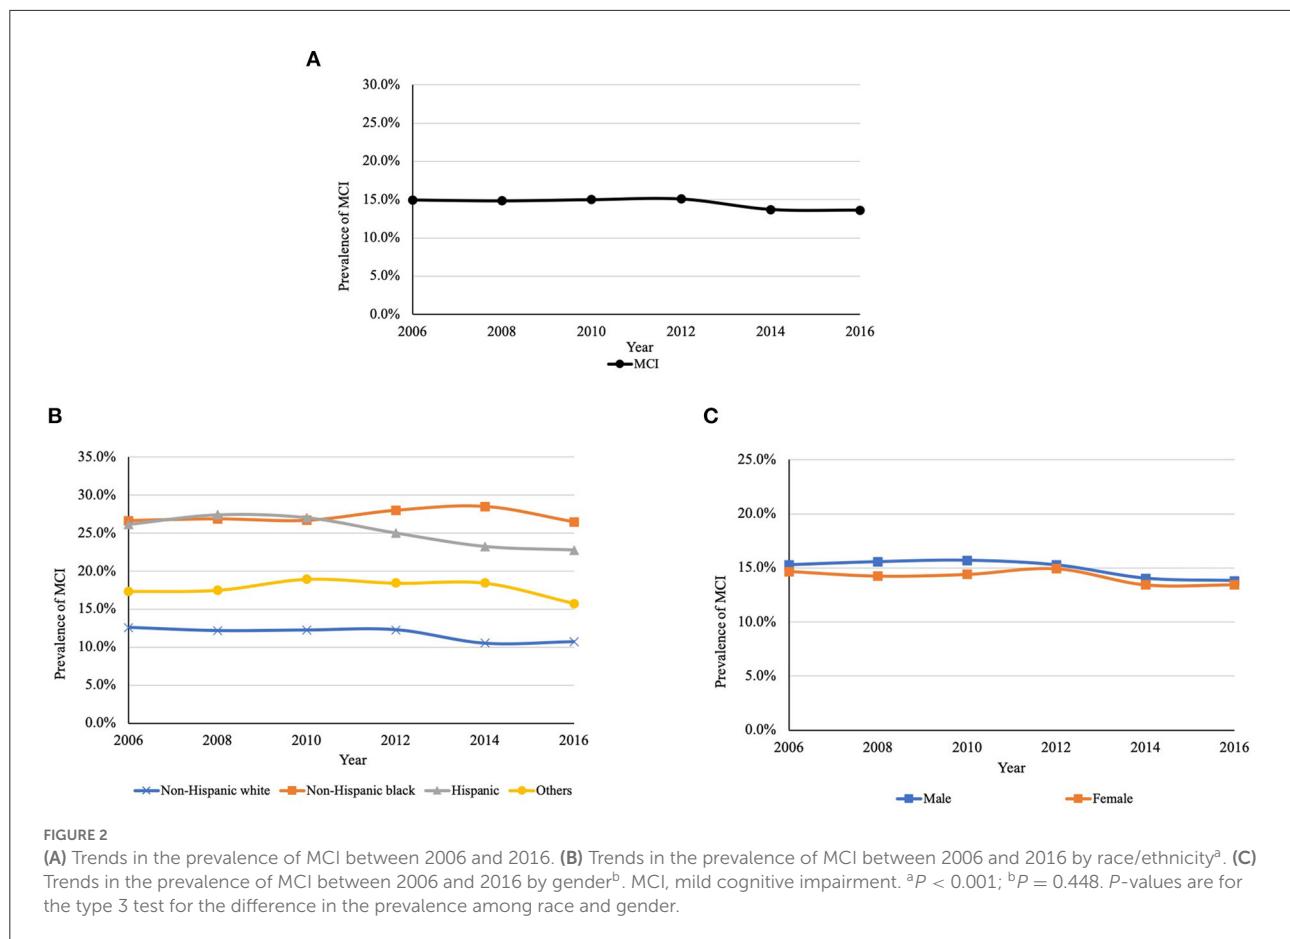 A
30.0%
25.0%
20.0%
15.0%
10.0%
5.0%
0.0%
Prevalence of MCI
2006 2008 2010 2012 2014 2016
Year
MCI
B
35.0%
30.0%
25.0%
20.0%
15.0%
10.0%
5.0%
0.0%
Prevalence of MCI
2006 2008 2010 2012 2014 2016
Year
Non-Hispanic white Non-Hispanic black Hispanic Others
C
25.0%
20.0%
15.0%
10.0%
5.0%
0.0%
Prevalence of MCI
2006 2008 2010 2012 2014 2016
Year
Male Female
FIGURE 2
(A) Trends in the prevalence of MCI between 2006 and 2016. (B) Trends in the prevalence of MCI between 2006 and 2016 by race/ethnicityᵃ. (C)
Trends in the prevalence of MCI between 2006 and 2016 by genderᵇ. MCI, mild cognitive impairment. ᵃP < 0.001; ᵇP = 0.448. P-values are for
the type 3 test for the difference in the prevalence among race and gender.